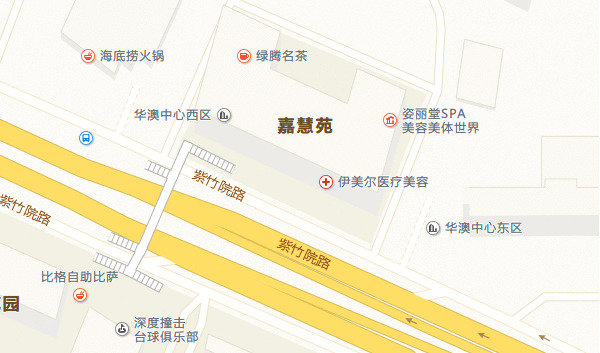 海底捞火锅
绿腾名茶
华澳中心西区
嘉慧苑
姿丽堂SPA
美容美体世界
伊美尔医疗美容
紫竹院路
紫竹院路
紫竹院路
华澳中心东区
比格自助比萨
园
深度撞击
台球俱乐部